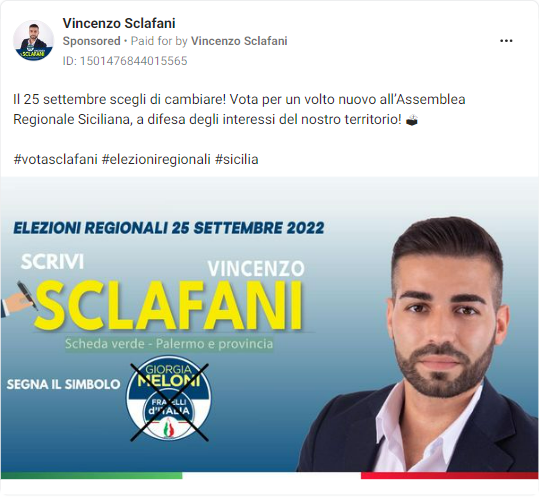 Vincenzo Sclafani
Sponsored • Paid for by Vincenzo Sclafani
ID: 1501476844015565
Il 25 settembre scegli di cambiare! Vota per un volto nuovo all'Assemblea
Regionale Siciliana, a difesa degli interessi del nostro territorio! 🗳
#votasclafani #elezioniregionali #sicilia
ELEZIONI REGIONALI 25 SETTEMBRE 2022
SCRIVI
VINCENZO
SCLAFANI
Scheda verde - Palermo e provincia
SEGNA IL SIMBOLO
GIORGIA
MELONI
FRATELLI
d'ITALIA